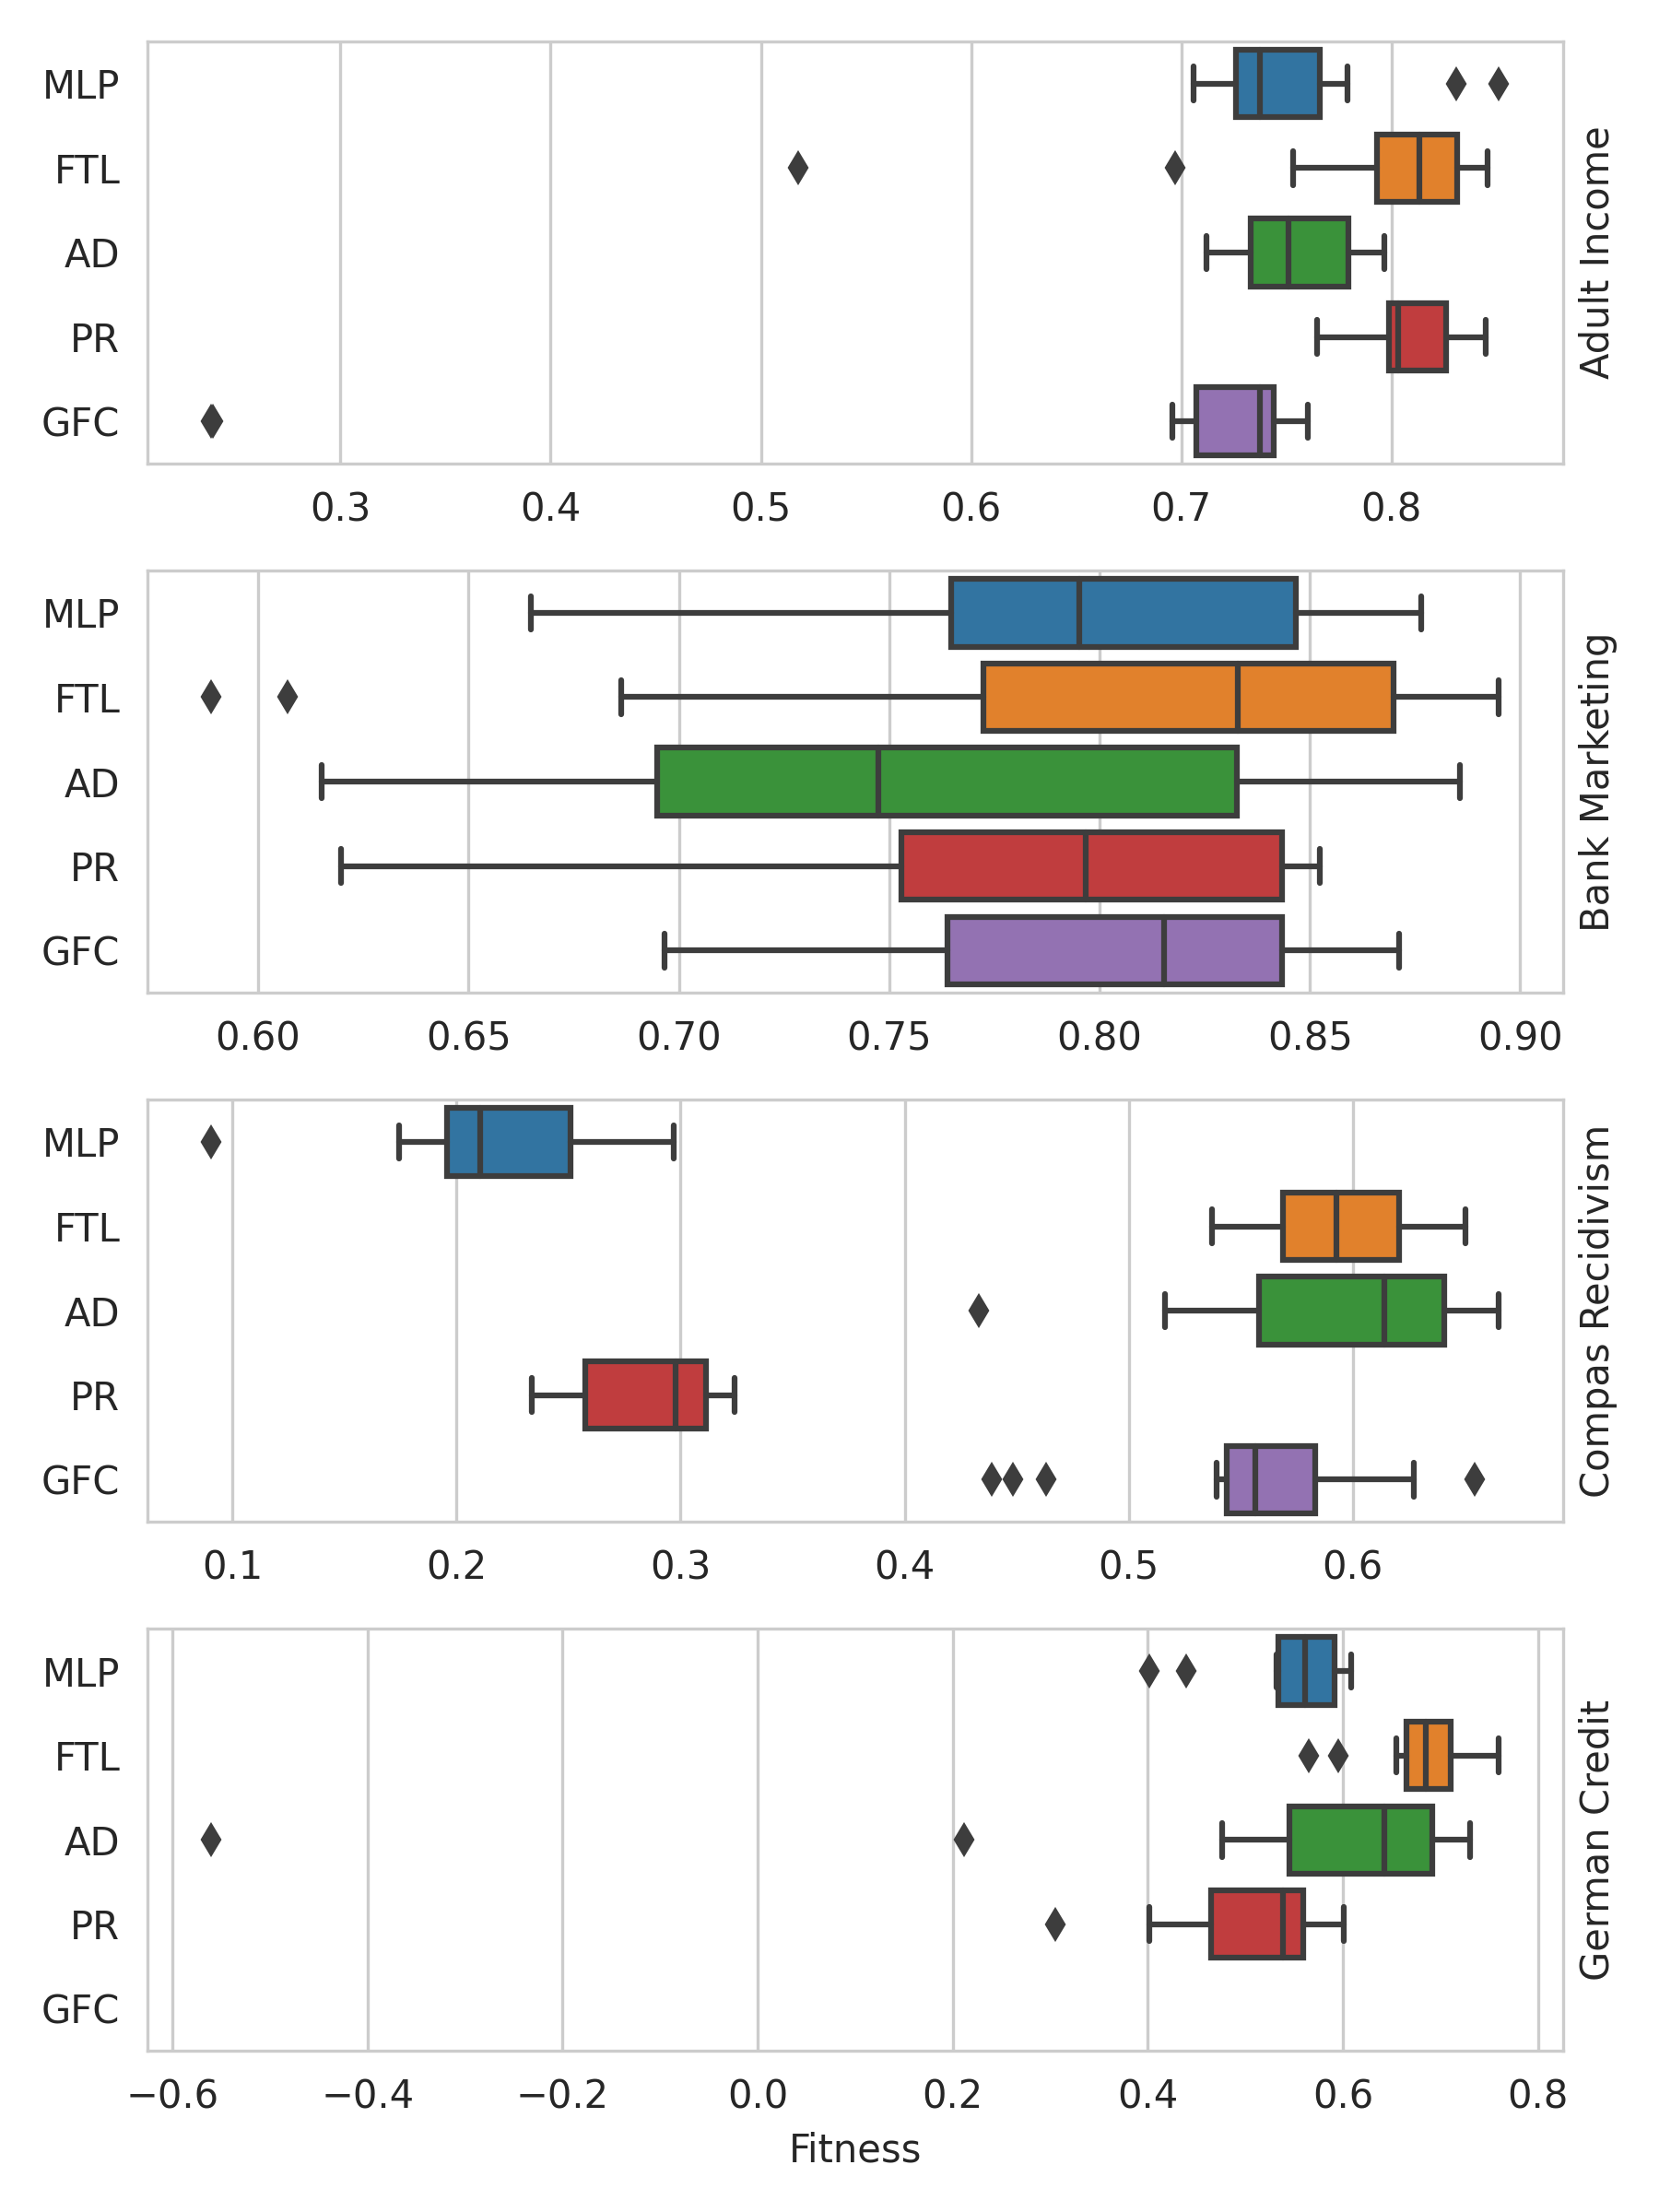 MLP
FTL
AD
PR
GFC
0.3 0.4 0.5 0.6 0.7 0.8
Adult Income
MLP
FTL
AD
PR
GFC
0.60 0.65 0.70 0.75 0.80 0.85 0.90
Bank Marketing
MLP
FTL
AD
PR
GFC
0.1 0.2 0.3 0.4 0.5 0.6
Compas Recidivism
MLP
FTL
AD
PR
GFC
−0.6 −0.4 −0.2 0.0 0.2 0.4 0.6 0.8
German Credit
Fitness